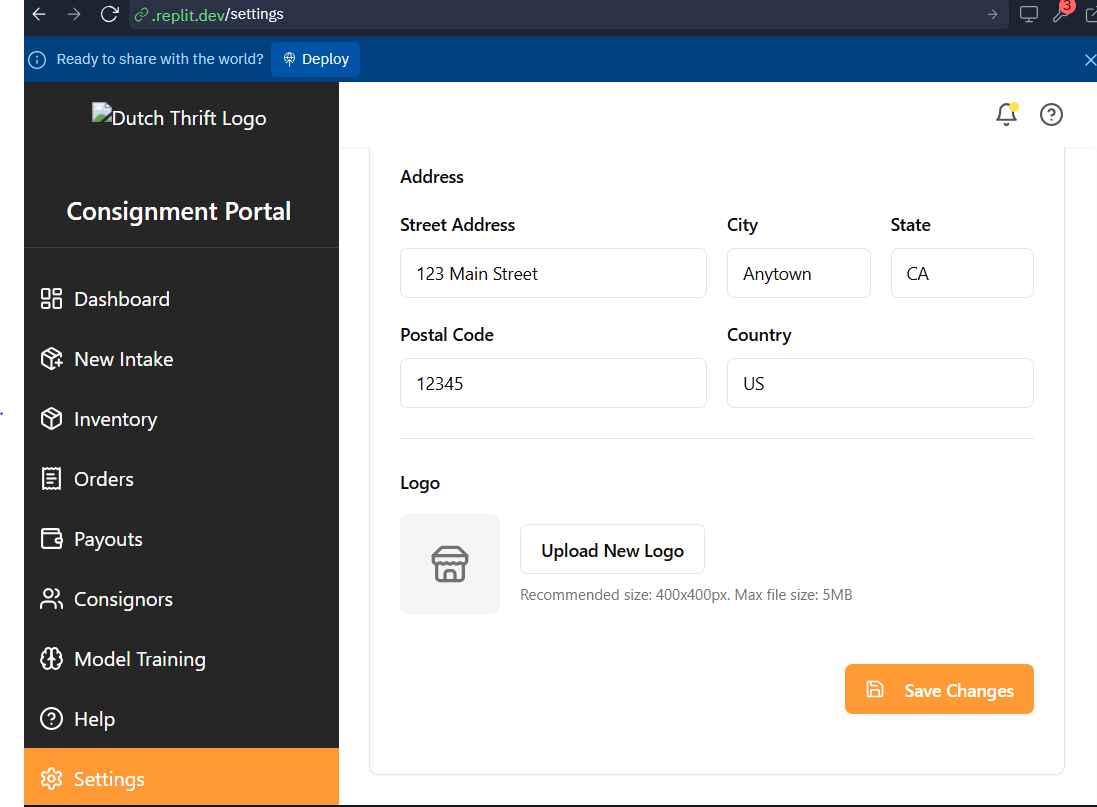 .replit.dev/settings
3
Ready to share with the world? Deploy
Dutch Thrift Logo
Consignment Portal
Dashboard
New Intake
Inventory
Orders
Payouts
Consignors
Model Training
Help
Settings
Address
Street Address City State
123 Main Street Anytown CA
Postal Code Country
12345 US
Logo
Upload New Logo
Recommended size: 400x400px. Max file size: 5MB
Save Changes